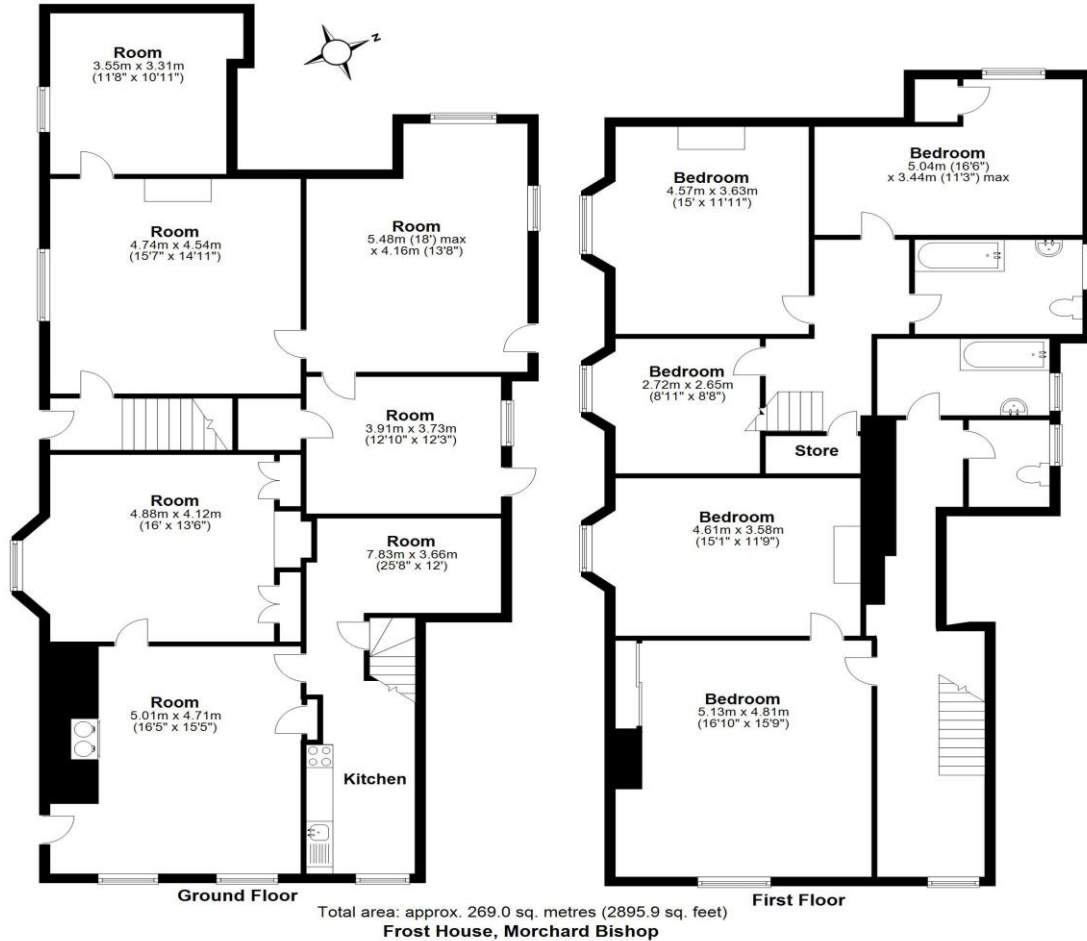 Room
3.55m x 3.31m
(11'8" x 10'11")
N
Room
4.74m x 4.54m
(15'7" x 14'11")
Room
5.48m (18') max
x 4.16m (13'8")
Room
3.91m x 3.73m
(12'10" x 12'3")
Room
4.88m x 4.12m
(16' x 13'6")
Room
7.83m x 3.66m
(25'8" x 12')
Room
5.01m x 4.71m
(16'5" x 15'5")
Kitchen
Ground Floor
Bedroom
4.57m x 3.63m
(15' x 11'11")
Bedroom
5.04m (16'6")
x 3.44m (11'3") max
Bedroom
2.72m x 2.65m
(8'11" x 8'8")
Store
Bedroom
4.61m x 3.58m
(15'1" x 11'9")
Bedroom
5.13m x 4.81m
(16'10" x 15'9")
First Floor
Total area: approx. 269.0 sq. metres (2895.9 sq. feet)
Frost House, Morchard Bishop